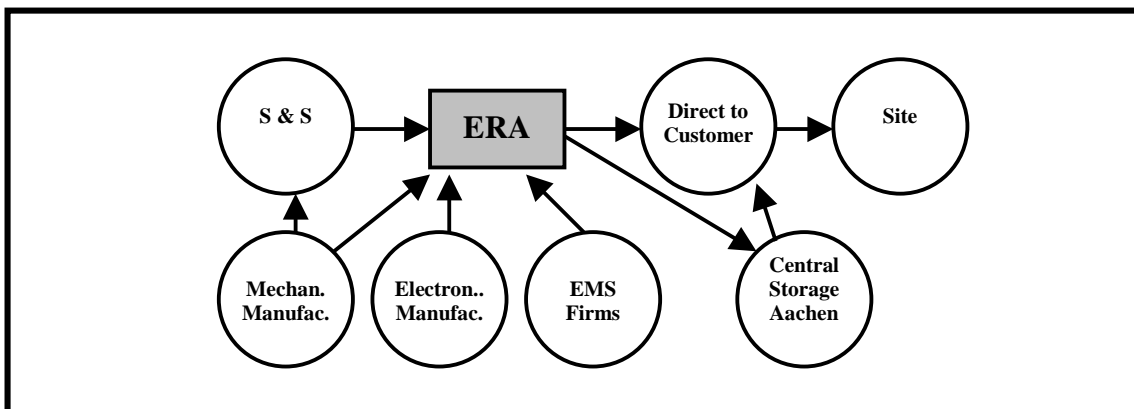 S & S
ERA
Direct to
Customer
Site
Mechan.
Manufac.
Electron..
Manufac.
EMS
Firms
Central
Storage
Aachen